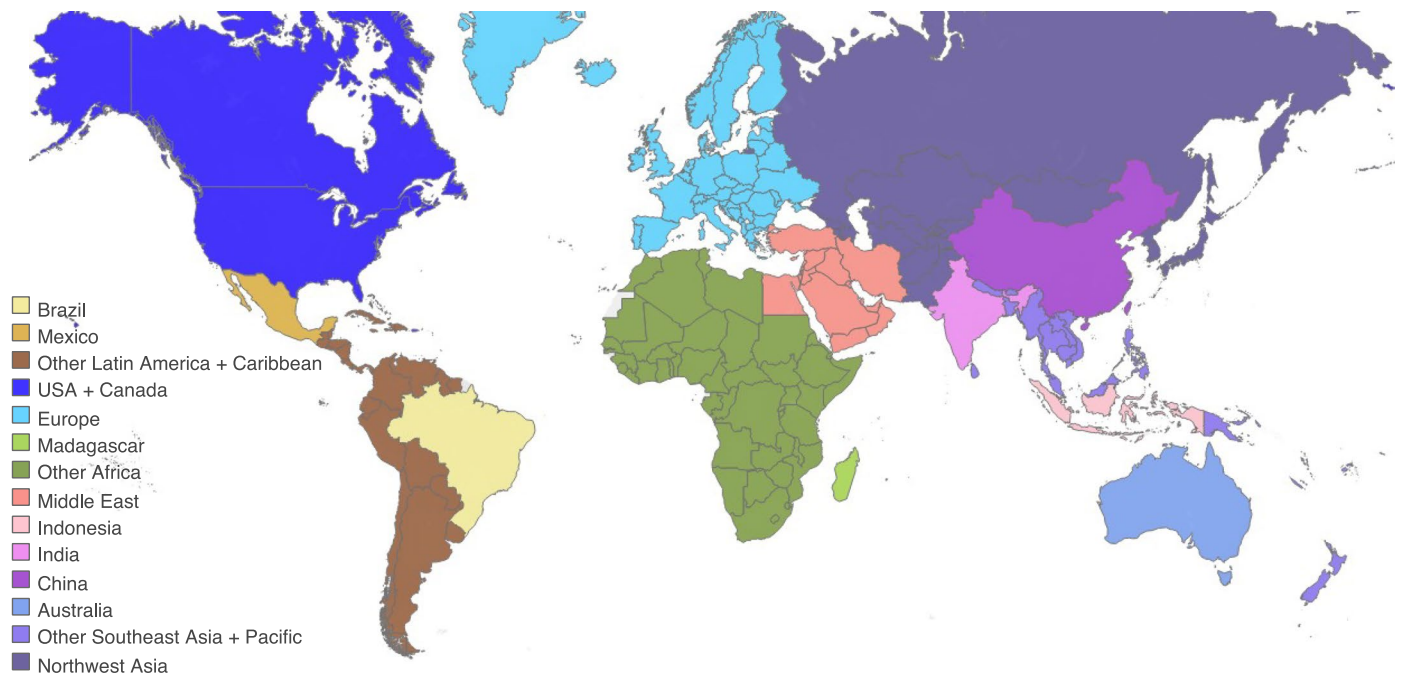 Brazil
Mexico
Other Latin America + Caribbean
USA + Canada
Europe
Madagascar
Other Africa
Middle East
Indonesia
India
China
Australia
Other Southeast Asia + Pacific
Northwest Asia